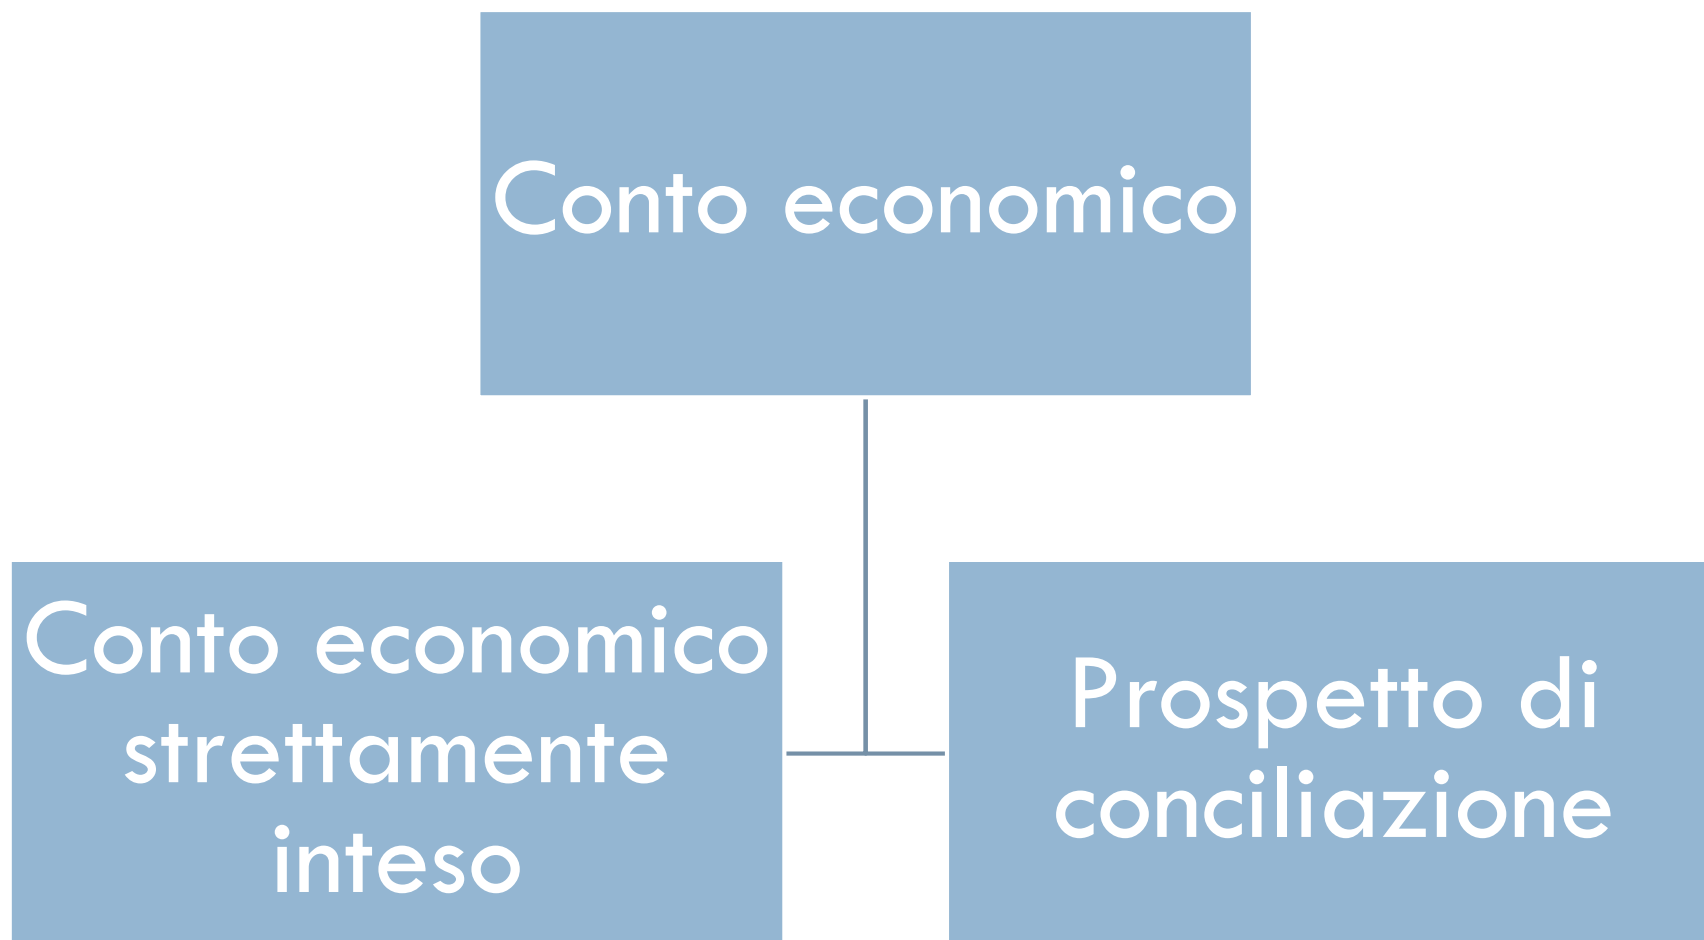 Conto economico
Conto economico
strettamente
inteso
Prospetto di
conciliazione